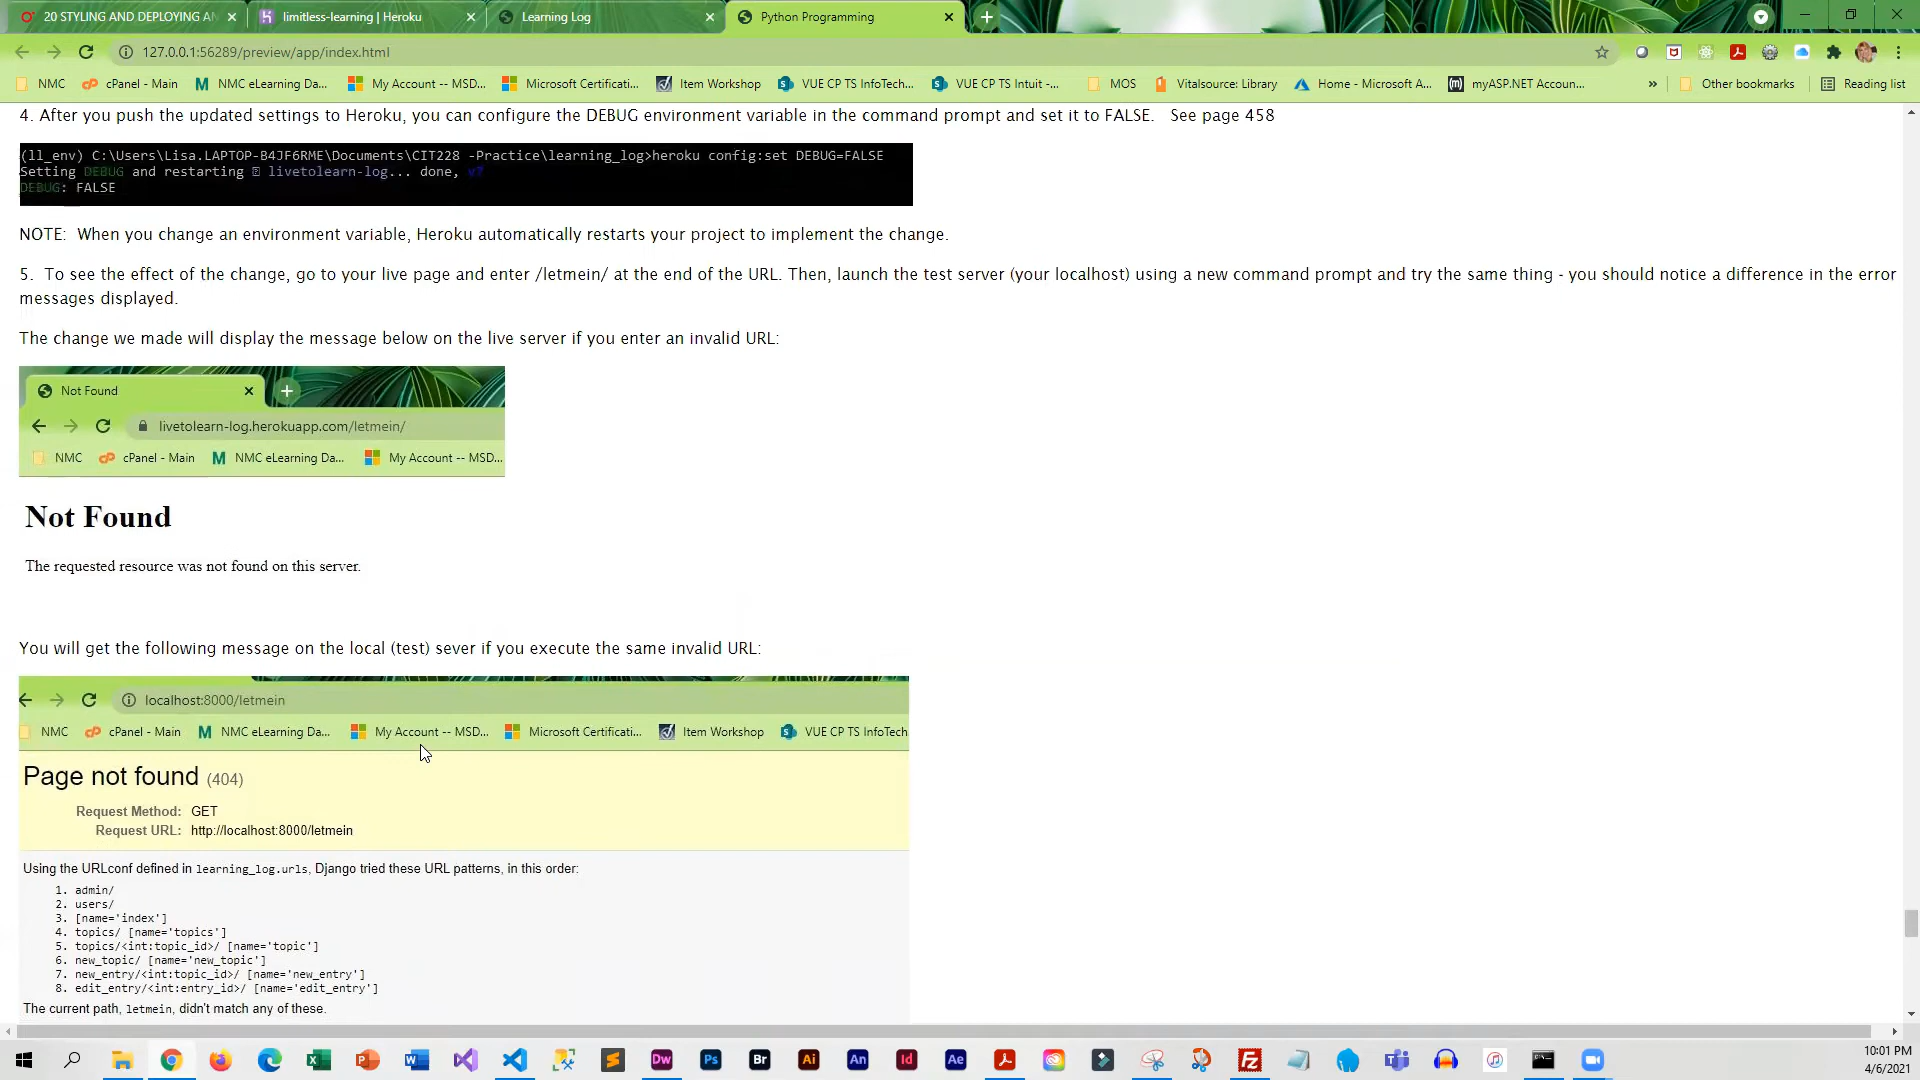 20 STYLING AND DEPLOYING AN
limitless-learning | Heroku
Learning Log
Python Programming
127.0.0.1:56289/preview/app/index.html
NMC
cPanel - Main
NMC eLearning Da...
My Account -- MSD...
Microsoft Certificati...
Item Workshop
VUE CP TS InfoTech...
VUE CP TS Intuit -...
MOS
Vitalsource: Library
Home - Microsoft A...
myASP.NET Accoun...
»
Other bookmarks
Reading list
4. After you push the updated settings to Heroku, you can configure the DEBUG environment variable in the command prompt and set it to FALSE.   See page 458
(ll_env) C:\Users\Lisa.LAPTOP-B4JF6RME\Documents\CIT228 -Practice\learning_log>heroku config:set DEBUG=FALSE
Setting DEBUG and restarting livetolearn-log... done, v7
DEBUG: FALSE
NOTE:  When you change an environment variable, Heroku automatically restarts your project to implement the change.
5.  To see the effect of the change, go to your live page and enter /letmein/ at the end of the URL. Then, launch the test server (your localhost) using a new command prompt and try the same thing - you should notice a difference in the error
messages displayed.
The change we made will display the message below on the live server if you enter an invalid URL:
Not Found
livetolearn-log.herokuapp.com/letmein/
NMC
cPanel - Main
NMC eLearning Da...
My Account -- MSD...
Not Found
The requested resource was not found on this server.
You will get the following message on the local (test) sever if you execute the same invalid URL:
localhost:8000/letmein
NMC
cPanel - Main
NMC eLearning Da...
My Account -- MSD...
Microsoft Certificati...
Item Workshop
VUE CP TS InfoTech
Page not found (404)
Request Method: GET
Request URL: http://localhost:8000/letmein
Using the URLconf defined in learning_log.urls, Django tried these URL patterns, in this order:
1. admin/
2. users/
3. [name='index']
4. topics/ [name='topics']
5. topics/<int:topic_id>/ [name='topic']
6. new_topic/ [name='new_topic']
7. new_entry/<int:topic_id>/ [name='new_entry']
8. edit_entry/<int:entry_id>/ [name='edit_entry']
The current path, letmein, didn't match any of these.
10:01 PM
4/6/2021